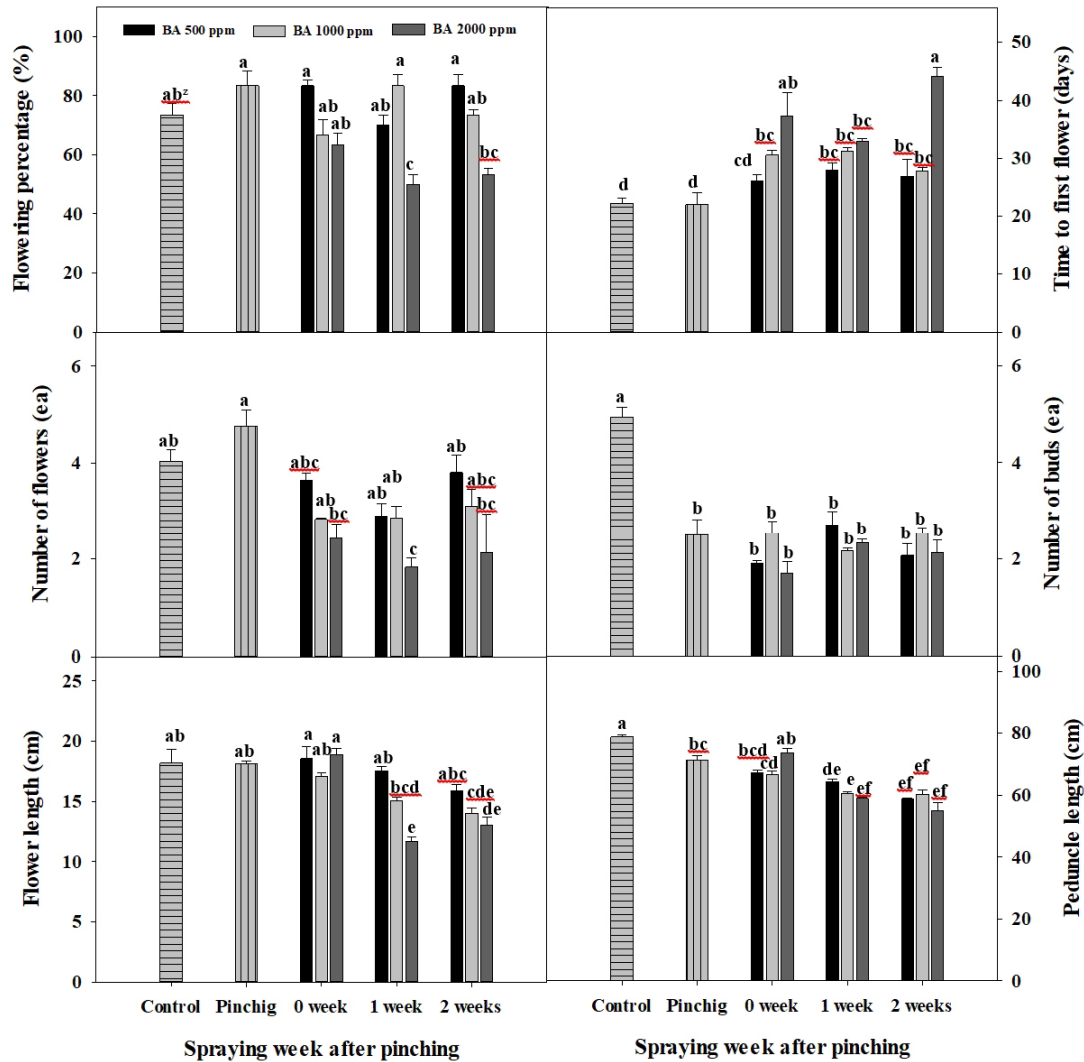 BA 500 ppm BA 1000 ppm BA 2000 ppm
Flowering percentage (%)
100
80
60
40
20
0
ab^z
a
a
ab
ab
ab
a
c
a
ab
bc
Time to first flower (days)
50
40
30
20
10
0
d
d
cd
bc
ab
bc
bc
bc
bc
bc
a
Number of flowers (ea)
6
4
2
0
ab
a
abc
ab
bc
ab
ab
c
ab
abc
bc
Number of buds (ea)
6
4
2
0
a
b
b
b
b
b
b
b
b
b
b
Flower length (cm)
25
20
15
10
5
0
ab
ab
a
ab
a
ab
bcd
e
abc
cde
de
Peduncle length (cm)
100
80
60
40
20
0
a
bc
bcd
cd
ab
de
e
ef
ef
ef
ef
Control Pinchig 0 week 1 week 2 weeks
Control Pinchig 0 week 1 week 2 weeks
Spraying week after pinching
Spraying week after pinching